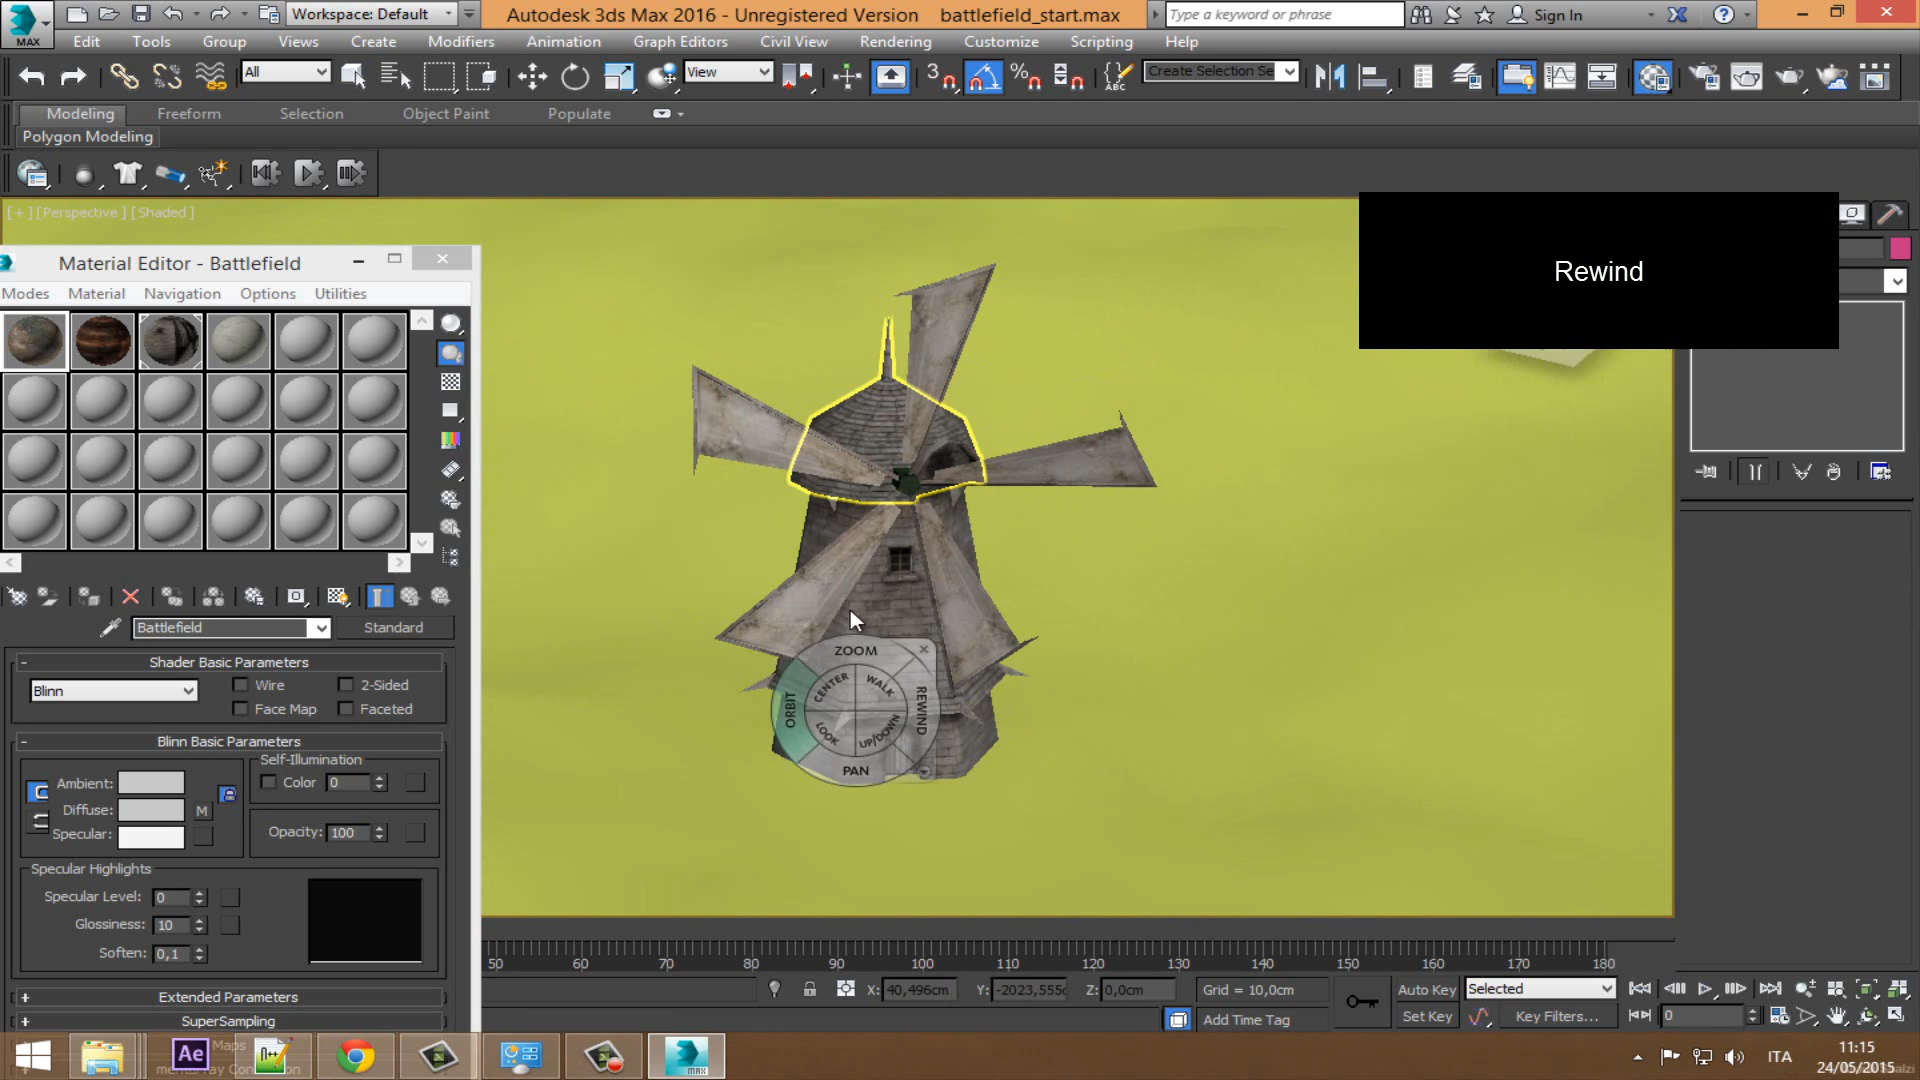 Workspace: Default
Autodesk 3ds Max 2016 - Unregistered Version battlefield_start.max
Type a keyword or phrase
Sign In
MAX
Edit Tools Group Views Create Modifiers Animation Graph Editors Civil View Rendering Customize Scripting Help
All
View
3
ABC
Create Selection Se
Modeling Freeform Selection Object Paint Populate
Polygon Modeling
[+] [Perspective] [Shaded]
Rewind
Material Editor - Battlefield
Modes Material Navigation Options Utilities
Battlefield
Standard
Shader Basic Parameters
Blinn
Wire
2-Sided
Face Map
Faceted
Blinn Basic Parameters
Self-Illumination
Ambient:
Color 0
Diffuse: M
Specular:
Opacity: 100
Specular Highlights
Specular Level: 0
Glossiness: 10
Soften: 0,1
Extended Parameters
SuperSampling
Maps
ZOOM
CENTER
WALK
ORBIT
REWIND
LOOK
UP/DOWN
PAN
50 60 70 80 90 100 110 120 130 140 150 160 170 180
X: 40,496cm
Y: -2023,555c
Z: 0,0cm
Grid = 10,0cm
Auto Key
Selected
Add Time Tag
Set Key
Key Filters...
0
Ae
MAX
ITA
11:15
24/05/2015